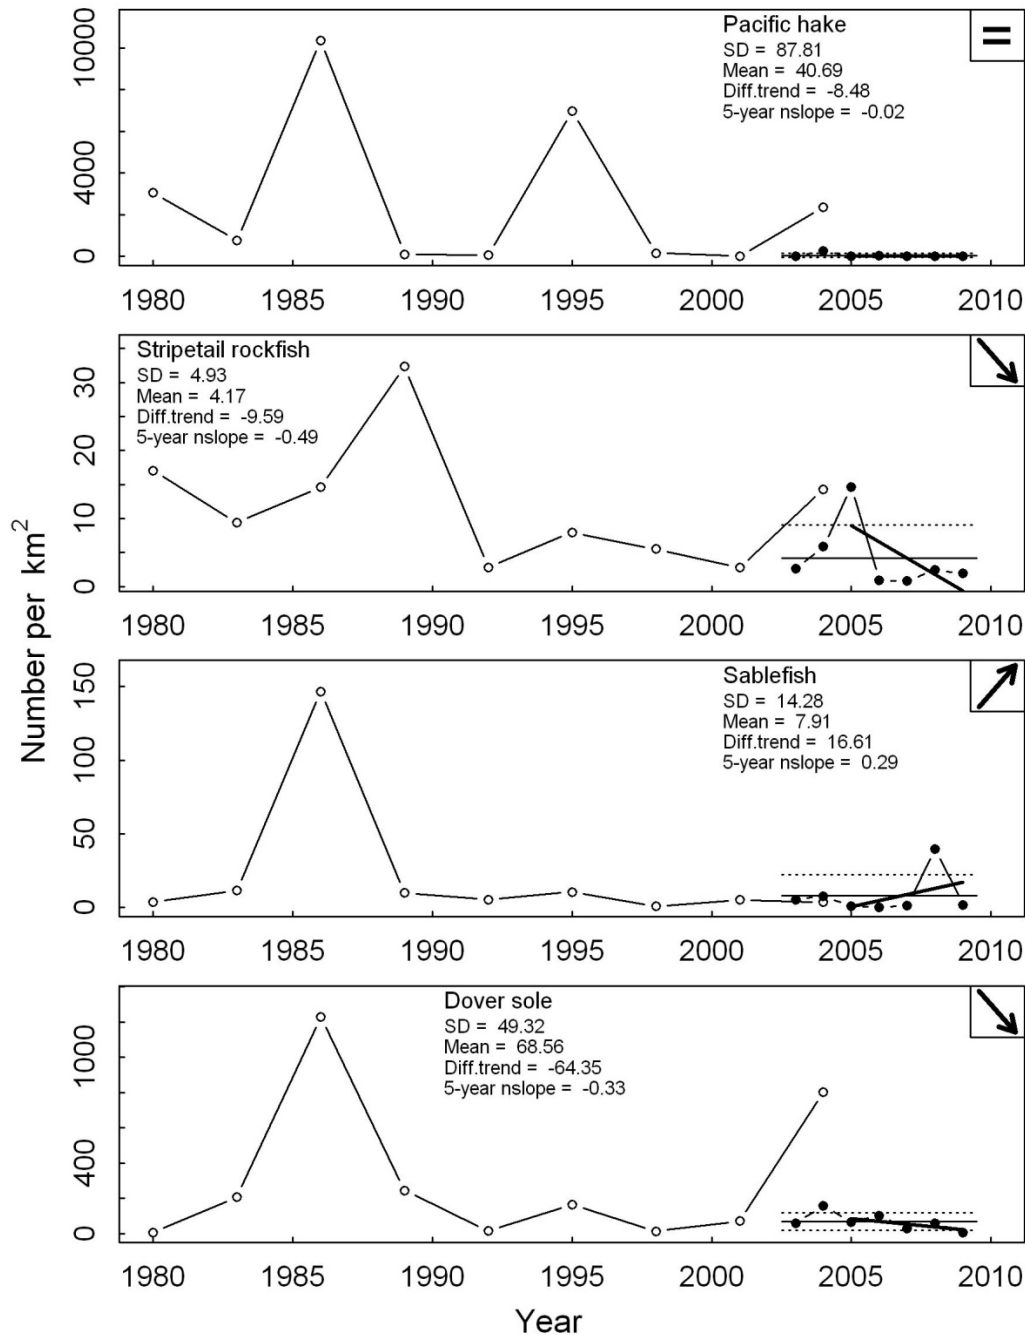 Pacific hake
SD = 87.81
Mean = 40.69
Diff.trend = -8.48
5-year nslope = -0.02
=
10000
4000
0
1980 1985 1990 1995 2000 2005 2010
Stripetail rockfish
SD = 4.93
Mean = 4.17
Diff.trend = -9.59
5-year nslope = -0.49
30
20
10
0
1980 1985 1990 1995 2000 2005 2010
Number per km²
Sablefish
SD = 14.28
Mean = 7.91
Diff.trend = 16.61
5-year nslope = 0.29
150
100
50
0
1980 1985 1990 1995 2000 2005 2010
Dover sole
SD = 49.32
Mean = 68.56
Diff.trend = -64.35
5-year nslope = -0.33
1000
400
0
1980 1985 1990 1995 2000 2005 2010
Year